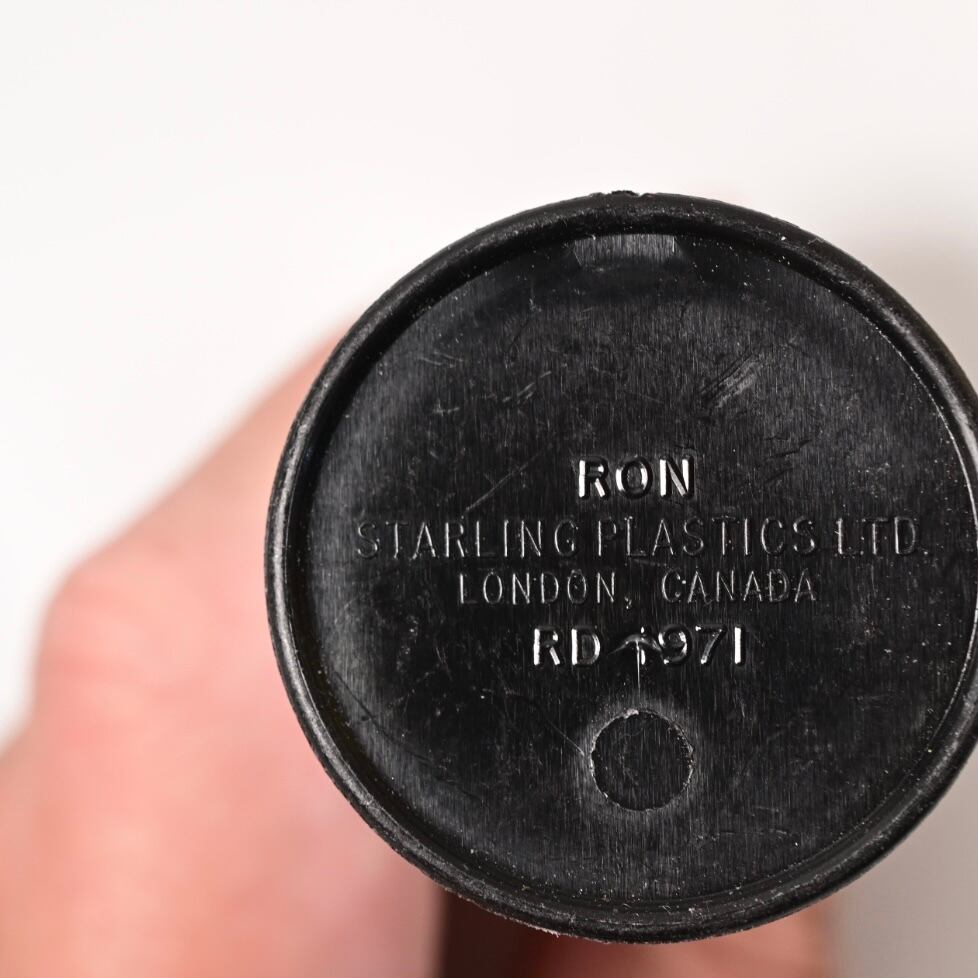 RON
STARLING PLASTICS LTD.
LONDON, CANADA
RD 1971